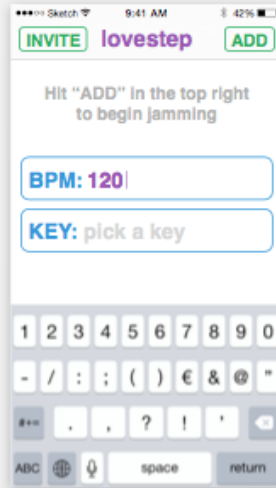 Sketch 9:41 AM 42%
INVITE lovestep ADD
Hit “ADD” in the top right
to begin jamming
BPM: 120
KEY: pick a key
1 2 3 4 5 6 7 8 9 0
- / : ; ( ) € & @ "
#+= . , ? ! '
ABC space return